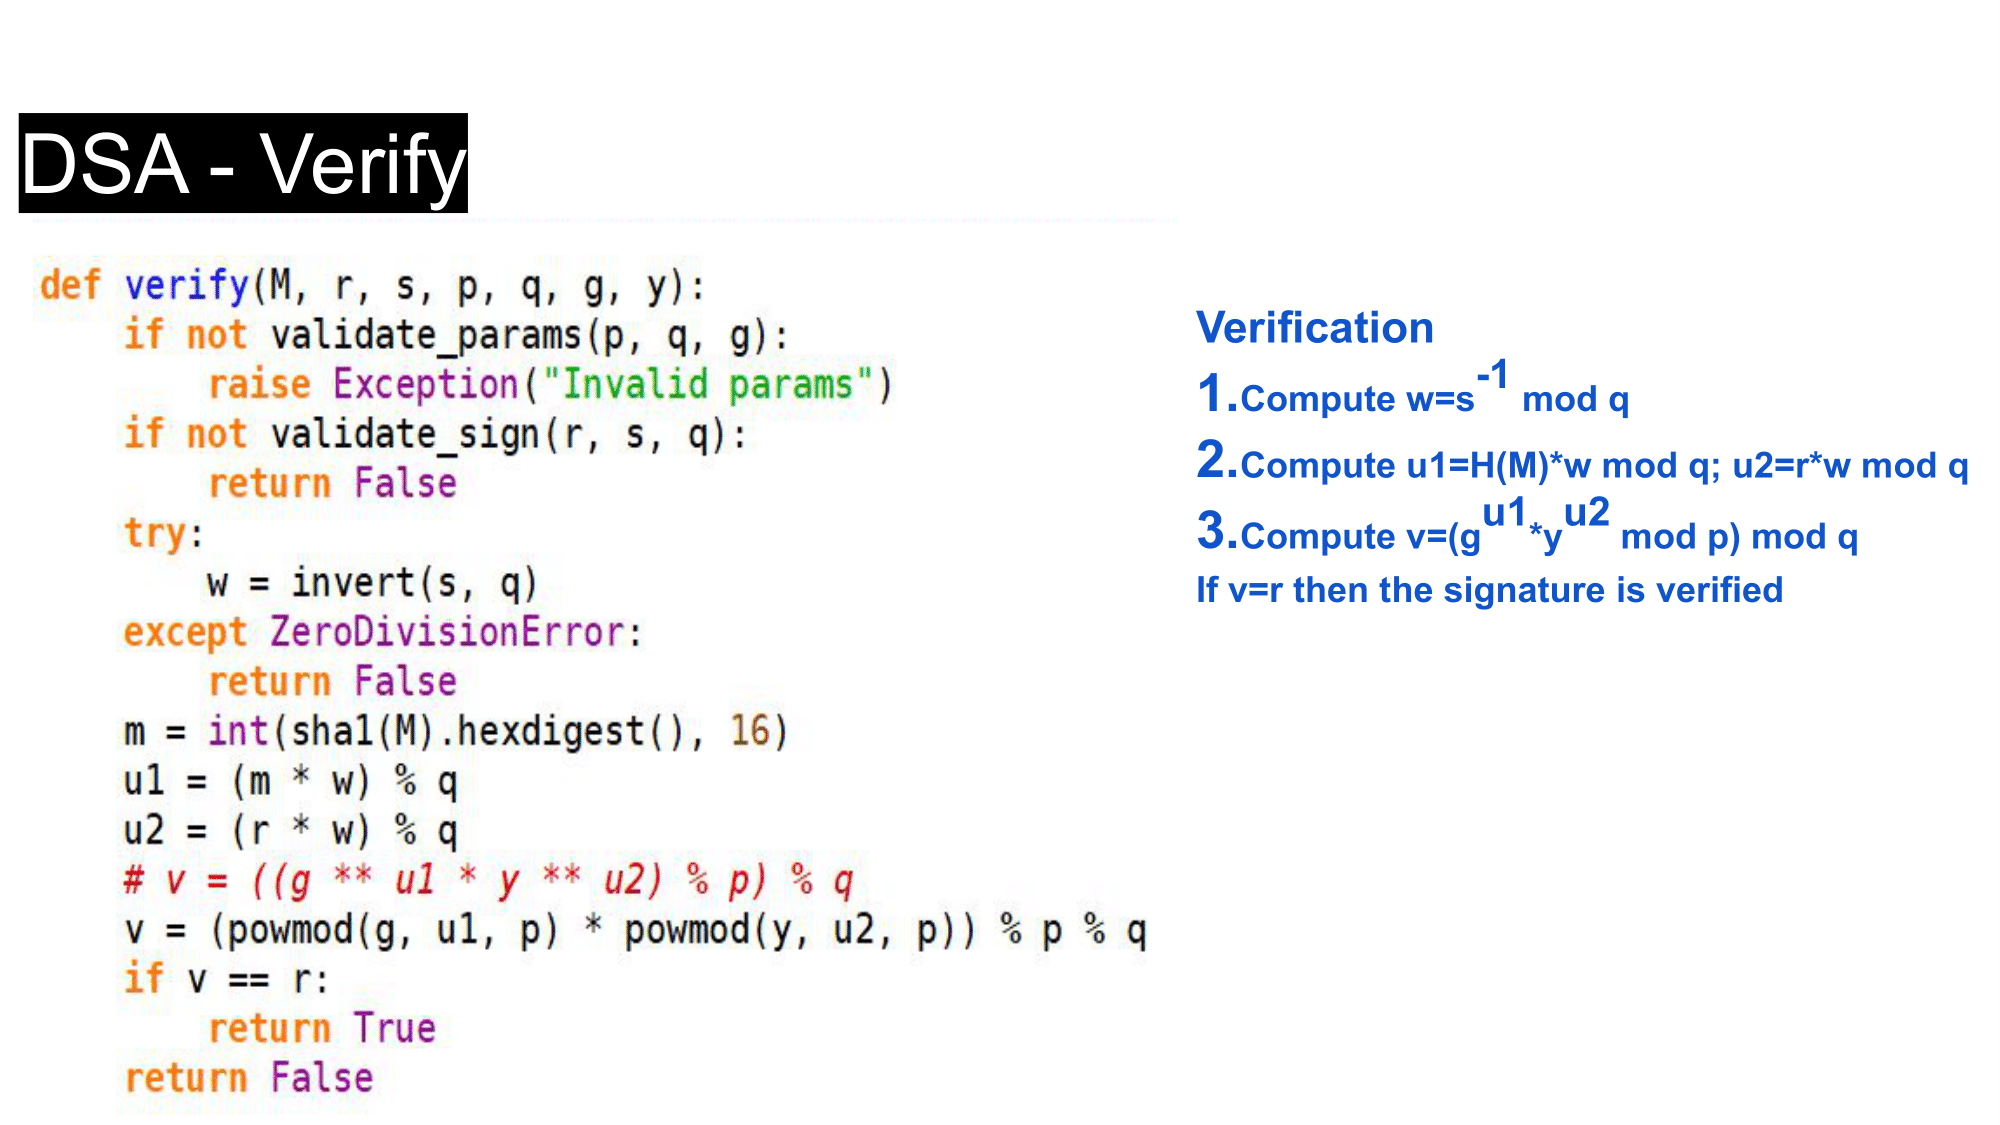 DSA - Verify
def verify(M, r, s, p, q, g, y):
    if not validate_params(p, q, g):
        raise Exception("Invalid params")
    if not validate_sign(r, s, q):
        return False
    try:
        w = invert(s, q)
    except ZeroDivisionError:
        return False
    m = int(sha1(M).hexdigest(), 16)
    u1 = (m * w) % q
    u2 = (r * w) % q
    # v = ((g ** u1 * y ** u2) % p) % q
    v = (powmod(g, u1, p) * powmod(y, u2, p)) % p % q
    if v == r:
        return True
    return False
Verification
1.Compute w=s^-1 mod q
2.Compute u1=H(M)*w mod q; u2=r*w mod q
3.Compute v=(g^u1*y^u2 mod p) mod q
If v=r then the signature is verified